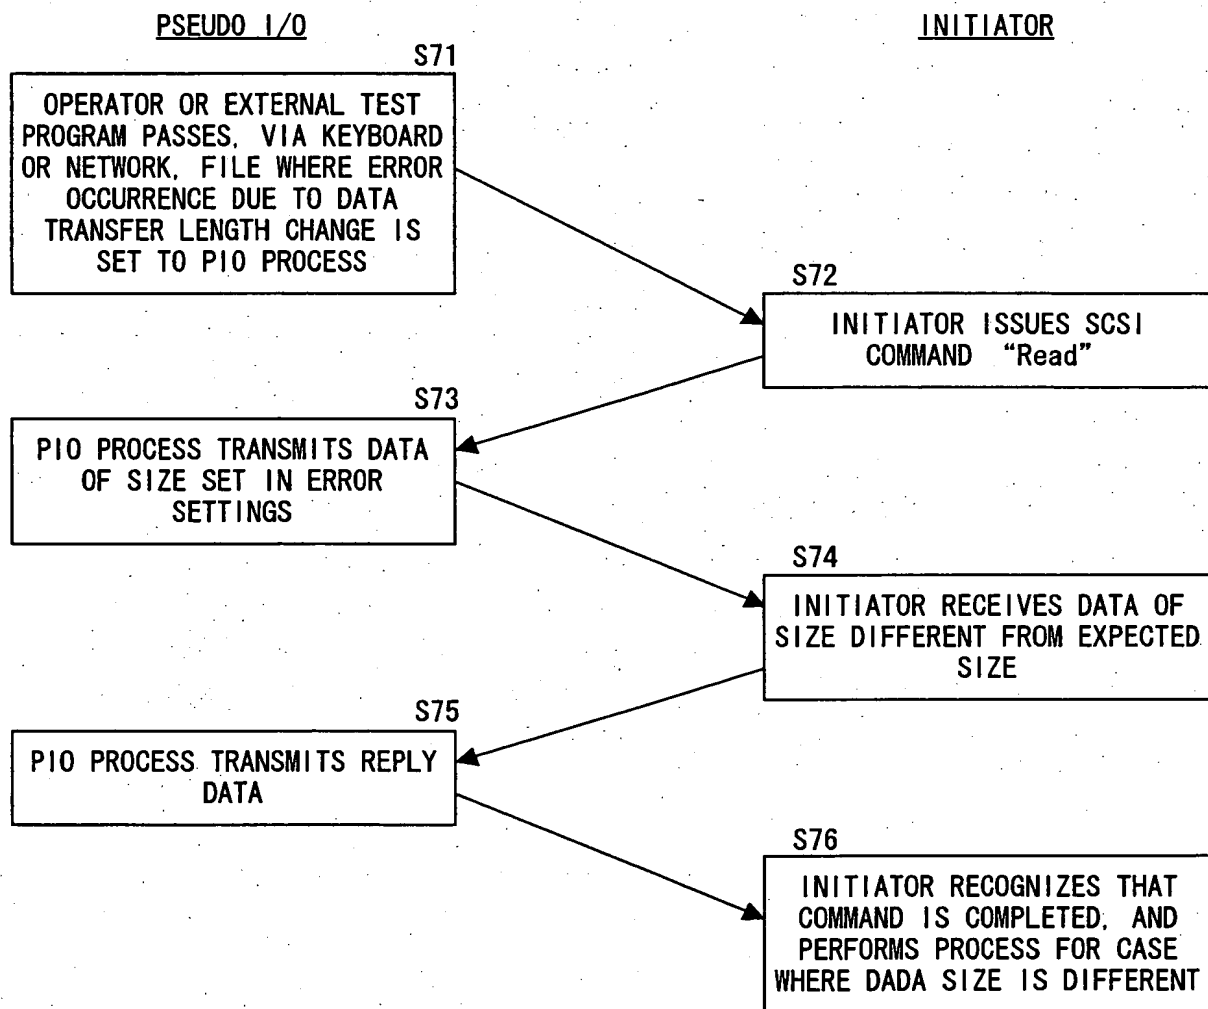 PSEUDO I/O
INITIATOR
S71
OPERATOR OR EXTERNAL TEST
PROGRAM PASSES, VIA KEYBOARD
OR NETWORK, FILE WHERE ERROR
OCCURRENCE DUE TO DATA
TRANSFER LENGTH CHANGE IS
SET TO PIO PROCESS
S72
INITIATOR ISSUES SCSI
COMMAND “Read”
S73
PIO PROCESS TRANSMITS DATA
OF SIZE SET IN ERROR
SETTINGS
S74
INITIATOR RECEIVES DATA OF
SIZE DIFFERENT FROM EXPECTED
SIZE
S75
PIO PROCESS TRANSMITS REPLY
DATA
S76
INITIATOR RECOGNIZES THAT
COMMAND IS COMPLETED, AND
PERFORMS PROCESS FOR CASE
WHERE DADA SIZE IS DIFFERENT